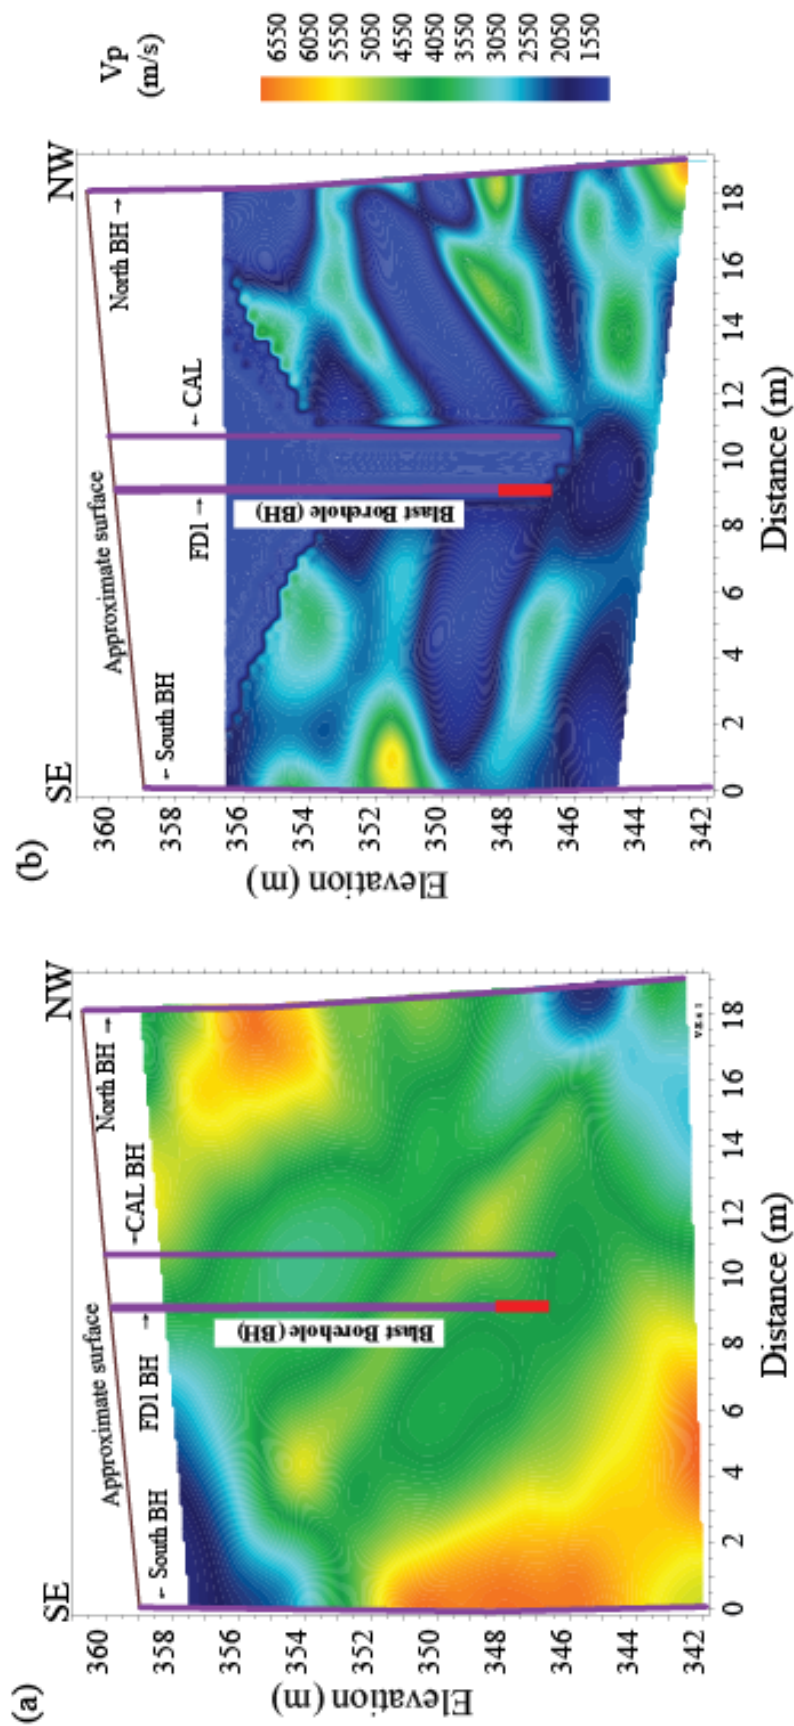 (a)
SE
NW
Approximate surface
← South BH
FD1 BH →
←CAL BH
North BH →
Blast Borehole (BH)
360
358
356
354
352
350
348
346
344
342
Elevation (m)
0
2
4
6
8
10
12
14
16
18
Distance (m)
(b)
SE
NW
Approximate surface
← South BH
FD1 →
← CAL
North BH →
Blast Borehole (BH)
360
358
356
354
352
350
348
346
344
342
Elevation (m)
0
2
4
6
8
10
12
14
16
18
Distance (m)
Vp
(m/s)
6550
6050
5550
5050
4550
4050
3550
3050
2550
2050
1550